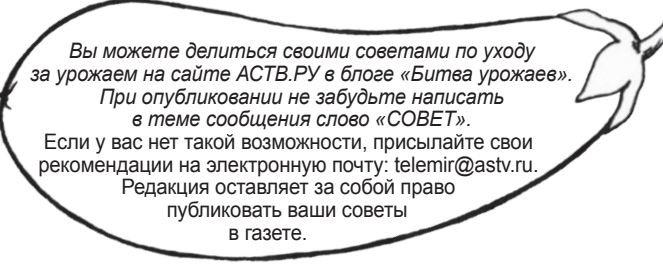 Вы можете делиться своими советами по уходу
за урожаем на сайте АСТВ.РУ в блоге «Битва урожаев».
При опубликовании не забудьте написать
в теме сообщения слово «СОВЕТ».
Если у вас нет такой возможности, присылайте свои
рекомендации на электронную почту: telemir@astv.ru.
Редакция оставляет за собой право
публиковать ваши советы
в газете.